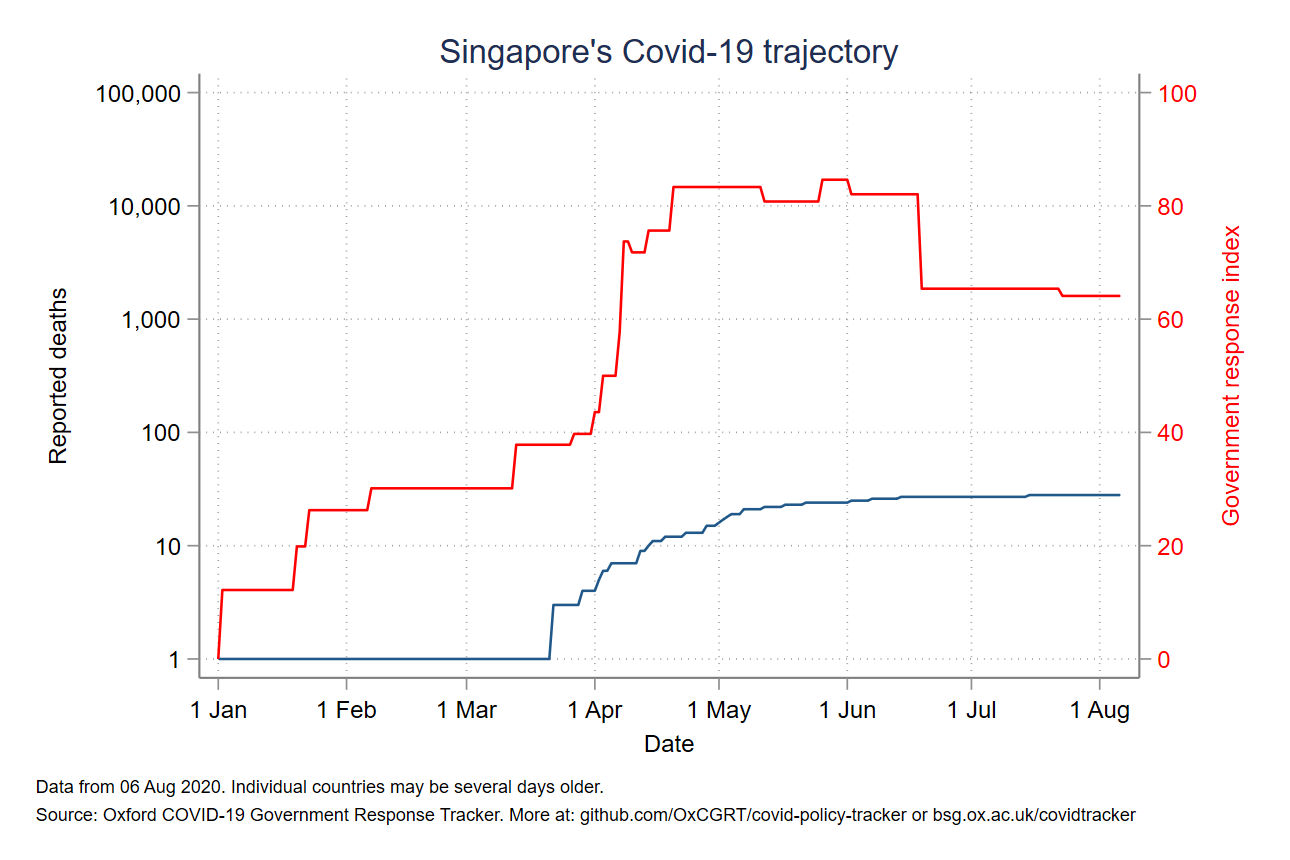 Singapore's Covid-19 trajectory
100,000
10,000
1,000
100
10
1
Reported deaths
100
80
60
40
20
0
Government response index
1 Jan
1 Feb
1 Mar
1 Apr
1 May
1 Jun
1 Jul
1 Aug
Date
Data from 06 Aug 2020. Individual countries may be several days older.
Source: Oxford COVID-19 Government Response Tracker. More at: github.com/OxCGRT/covid-policy-tracker or bsg.ox.ac.uk/covidtracker